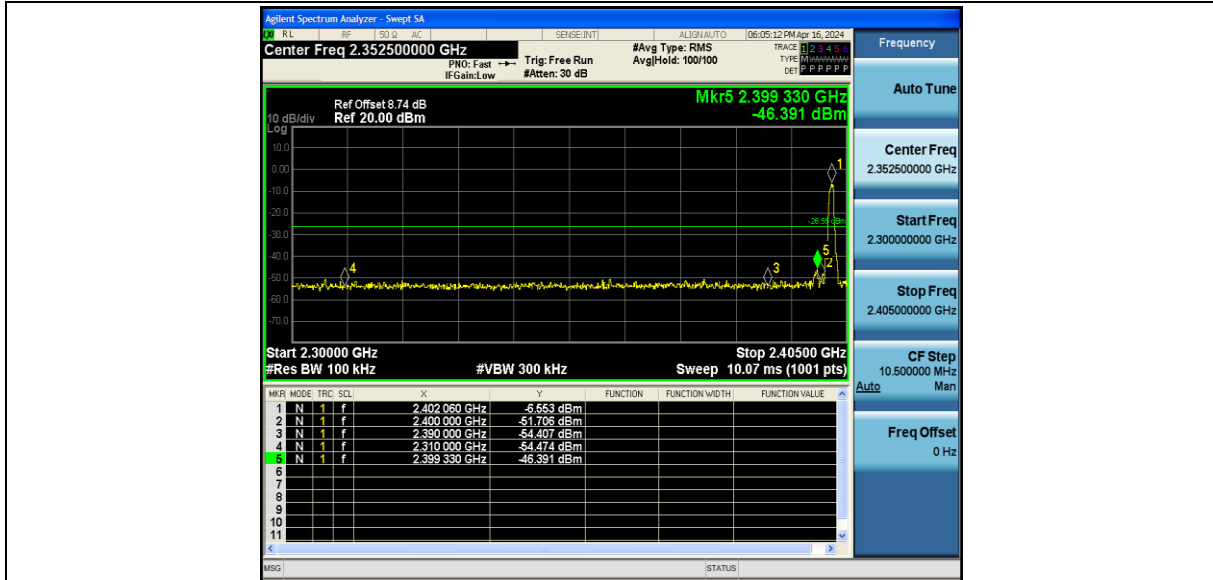 Agilent Spectrum Analyzer - Swept SA
RL RF 50 Ω AC SENSE:INT ALIGNAUTO 06:05:12 PM Apr 16, 2024
Center Freq 2.352500000 GHz
PNO: Fast
IFGain:Low
Trig: Free Run
#Atten: 30 dB
#Avg Type: RMS
Avg|Hold: 100/100
TRACE 1 2 3 4 5 6
TYPE M
DET P P P P P P
Ref Offset 8.74 dB
10 dB/div Ref 20.00 dBm
Log
Mkr5 2.399 330 GHz
-46.391 dBm
10.0
0.00
-10.0
-20.0
-30.0
-40.0
-50.0
-60.0
-70.0
1
5
2
3
4
Start 2.30000 GHz Stop 2.40500 GHz
#Res BW 100 kHz #VBW 300 kHz Sweep 10.07 ms (1001 pts)
MKR MODE TRC SCL X Y FUNCTION FUNCTION WIDTH FUNCTION VALUE
1 N 1 f 2.402 060 GHz -6.553 dBm
2 N 1 f 2.400 000 GHz -51.706 dBm
3 N 1 f 2.390 000 GHz -54.407 dBm
4 N 1 f 2.310 000 GHz -54.474 dBm
5 N 1 f 2.399 330 GHz -46.391 dBm
6
7
8
9
10
11
MSG STATUS
Frequency
Auto Tune
Center Freq
2.352500000 GHz
Start Freq
2.300000000 GHz
Stop Freq
2.405000000 GHz
CF Step
10.500000 MHz
Auto Man
Freq Offset
0 Hz